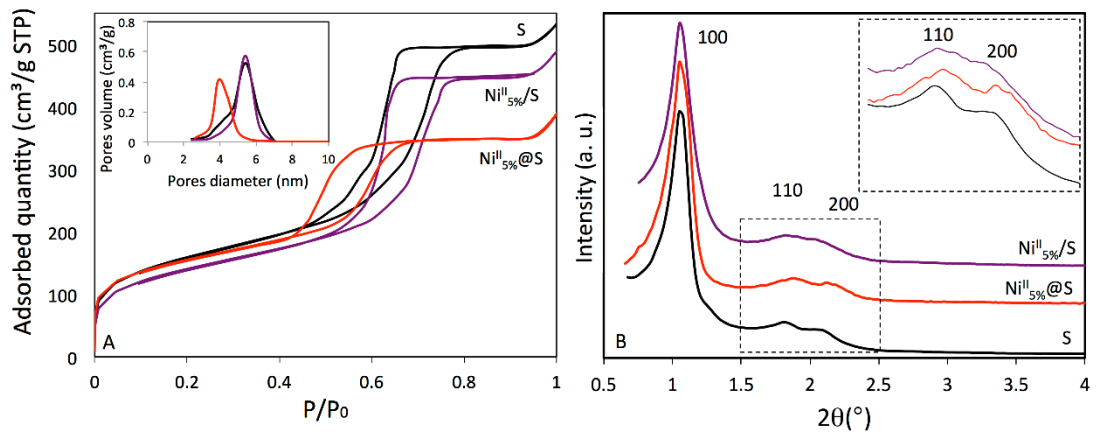 Adsorbed quantity (cm³/g STP)
500
400
300
200
100
0
0
0.2
0.4
0.6
0.8
1
P/P₀
A
S
Niᴵᴵ₅%/S
Niᴵᴵ₅%@S
Pores volume (cm³/g)
0.8
0.6
0.4
0.2
0
0 2 4 6 8 10
Pores diameter (nm)
Intensity (a. u.)
100
110
200
110
200
Niᴵᴵ₅%/S
Niᴵᴵ₅%@S
S
B
0.5 1 1.5 2 2.5 3 3.5 4
2θ(°)